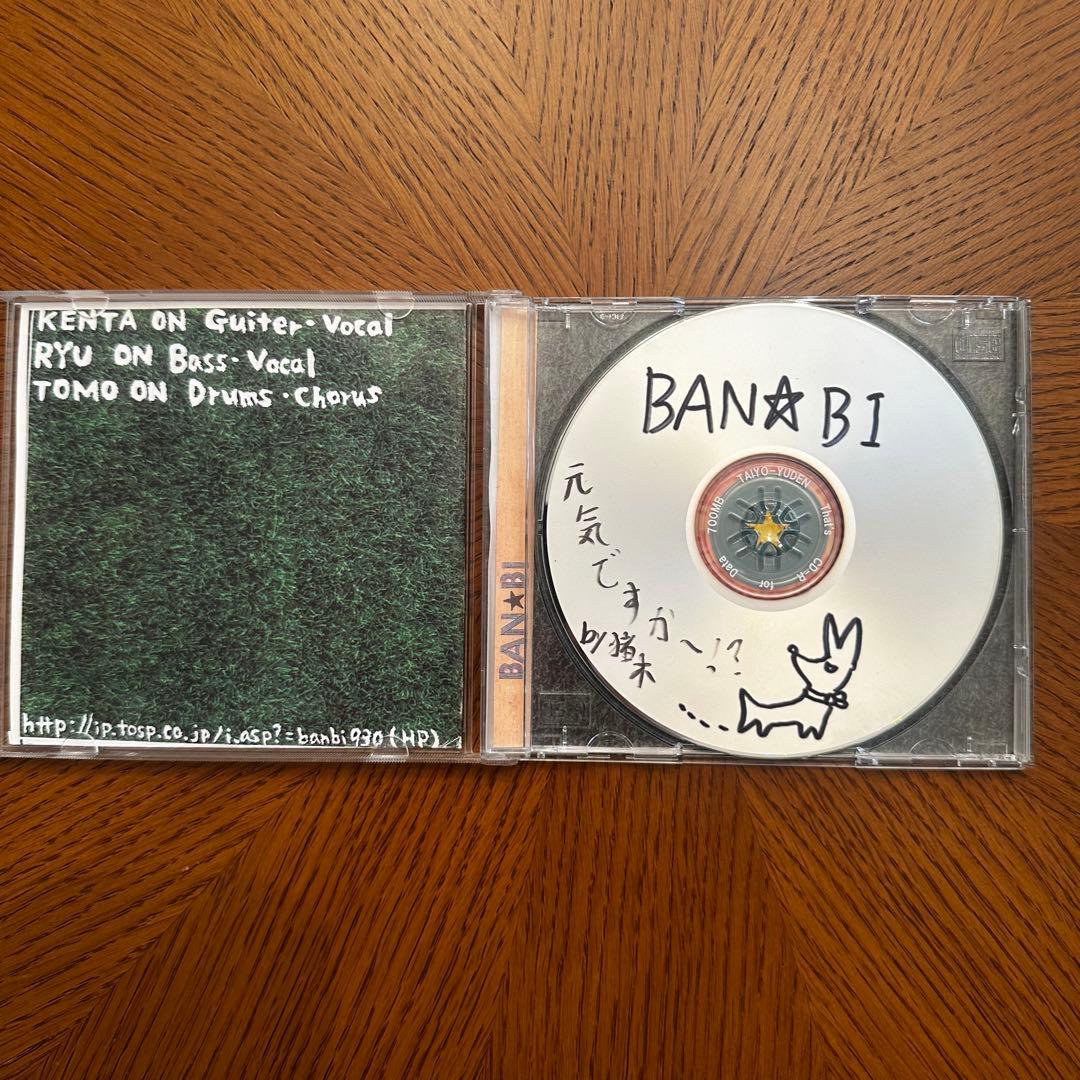 KENTA ON Guiter・Vocal
RYU ON Bass・Vocal
TOMO ON Drums・Chorus
http://ip.tosp.co.jp/i.asp?=banbi930(HP)
BAN★BI
BAN☆BI
元気ですか〜!?
by猪木
TAIYO-YUDEN That's CD-R for Data 700MB